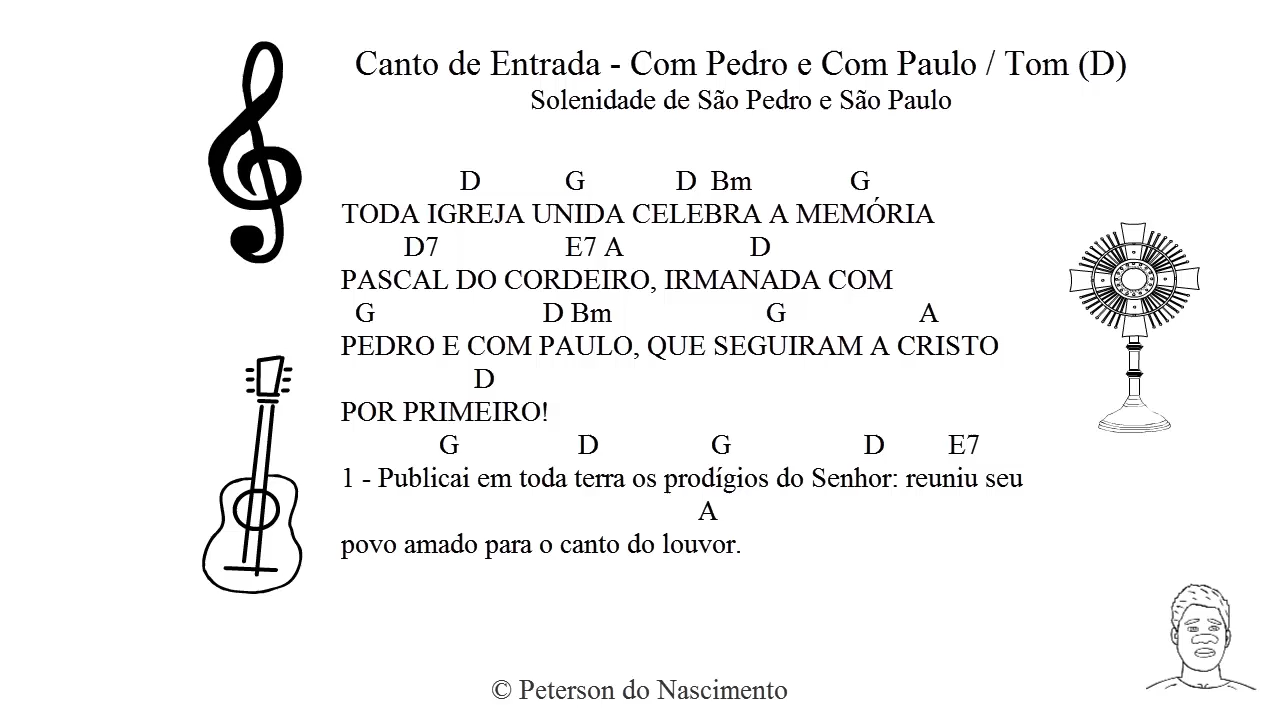 Canto de Entrada - Com Pedro e Com Paulo / Tom (D)
Solenidade de São Pedro e São Paulo
D G D Bm G
TODA IGREJA UNIDA CELEBRA A MEMÓRIA
D7 E7 A D
PASCAL DO CORDEIRO, IRMANADA COM
G D Bm G A
PEDRO E COM PAULO, QUE SEGUIRAM A CRISTO
D
POR PRIMEIRO!
G D G D E7
1 - Publicai em toda terra os prodígios do Senhor: reuniu seu
A
povo amado para o canto do louvor.
© Peterson do Nascimento